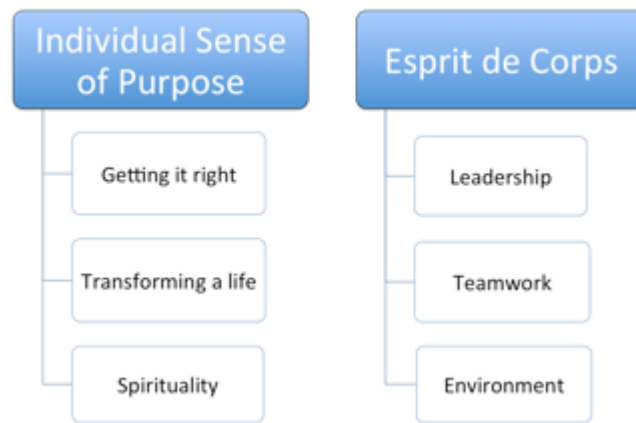 Individual Sense
of Purpose
Getting it right
Transforming a life
Spirituality
Esprit de Corps
Leadership
Teamwork
Environment